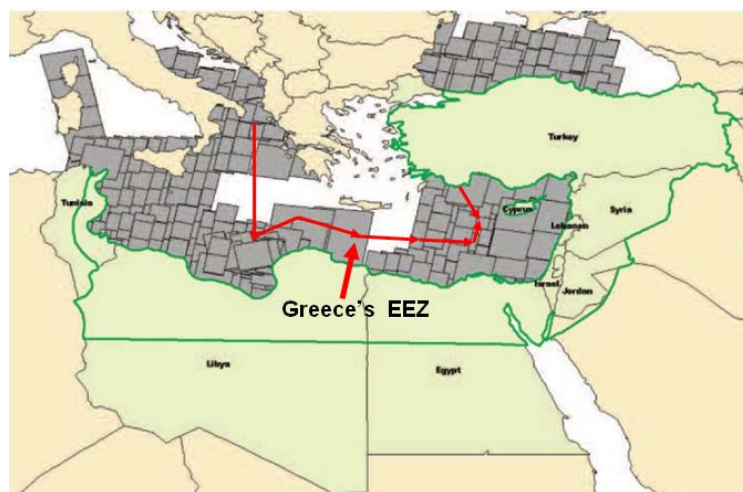 Turkey
Tunisia
Cyprus
Syria
Lebanon
Israel
Jordan
Greece's EEZ
Libya
Egypt